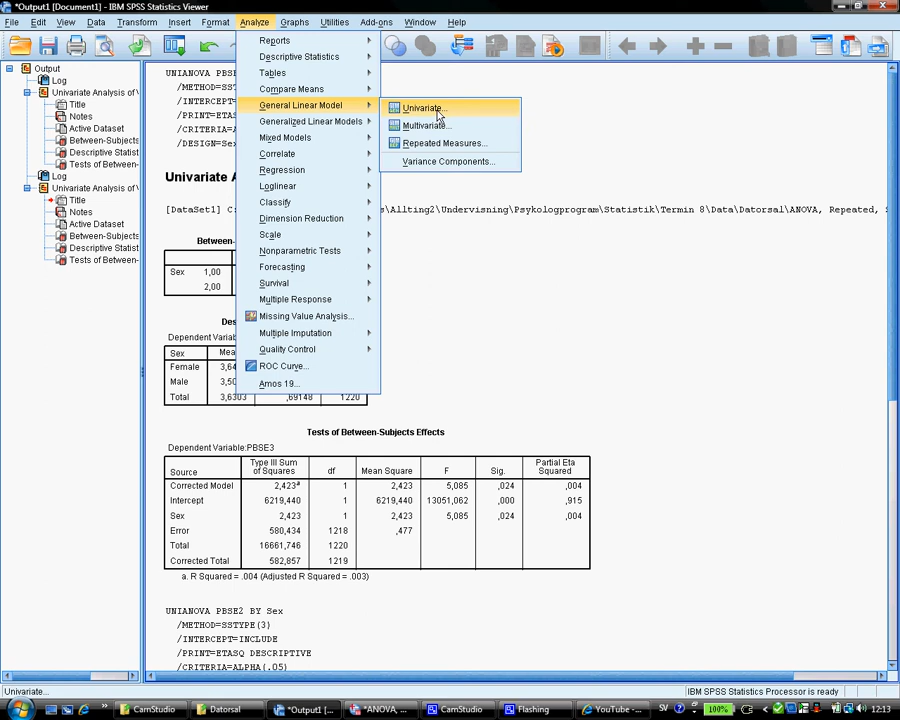 *Output1 [Document1] - IBM SPSS Statistics Viewer
File Edit View Data Transform Insert Format Analyze Graphs Utilities Add-ons Window Help
Output
Log
Univariate Analysis of
Title
Notes
Active Dataset
Between-Subjects
Descriptive Statist
Tests of Between-
Log
Univariate Analysis of
Title
Notes
Active Dataset
Between-Subjects
Descriptive Statist
Tests of Between-
Reports
Descriptive Statistics
Tables
Compare Means
General Linear Model
Generalized Linear Models
Mixed Models
Correlate
Regression
Loglinear
Classify
Dimension Reduction
Scale
Nonparametric Tests
Forecasting
Survival
Multiple Response
Missing Value Analysis...
Multiple Imputation
Quality Control
ROC Curve...
Amos 19...
Univariate...
Multivariate...
Repeated Measures...
Variance Components...
UNIANOVA PBSE
/METHOD=SS
/INTERCEPT
/PRINT=ETA
/CRITERIA=
/DESIGN=Se
Univariate A
[DataSet1] C: s\Allting2\Undervisning\Psykologprogram\Statistik\Termin 8\Data\Datorsal\ANOVA, Repeated, S
Between-
Sex 1,00
2,00
Des
Dependent Variable
Sex Mea
Female 3,64
Male 3,50
Total 3,6303 ,69148 1220
Tests of Between-Subjects Effects
Dependent Variable:PBSE3
Source Type III Sum of Squares df Mean Square F Sig. Partial Eta Squared
Corrected Model 2,423a 1 2,423 5,085 ,024 ,004
Intercept 6219,440 1 6219,440 13051,062 ,000 ,915
Sex 2,423 1 2,423 5,085 ,024 ,004
Error 580,434 1218 ,477
Total 16661,746 1220
Corrected Total 582,857 1219
a. R Squared = .004 (Adjusted R Squared = .003)
UNIANOVA PBSE2 BY Sex
/METHOD=SSTYPE(3)
/INTERCEPT=INCLUDE
/PRINT=ETASQ DESCRIPTIVE
/CRITERIA=ALPHA(.05)
Univariate... IBM SPSS Statistics Processor is ready
CamStudio Datorsal *Output1 [... *ANOVA, ... CamStudio Flashing YouTube -... SV 100% 12:13